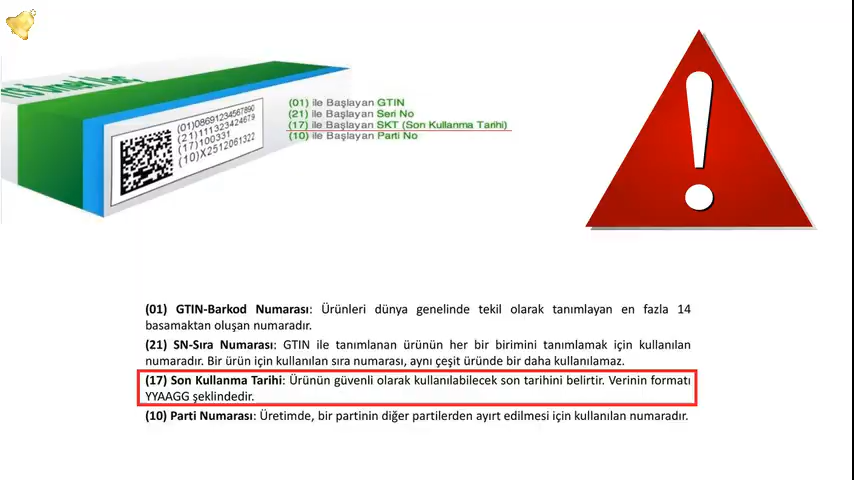 (01)08691234567890
(21)111323424679
(17)100331
(10)X2512061322
(01) ile Başlayan GTIN
(21) ile Başlayan Seri No
(17) ile Başlayan SKT (Son Kullanma Tarihi)
(10) ile Başlayan Parti No
(01) GTIN-Barkod Numarası: Ürünleri dünya genelinde tekil olarak tanımlayan en fazla 14
basamaktan oluşan numaradır.
(21) SN-Sıra Numarası: GTIN ile tanımlanan ürünün her bir birimini tanımlamak için kullanılan
numaradır. Bir ürün için kullanılan sıra numarası, aynı çeşit üründe bir daha kullanılamaz.
(17) Son Kullanma Tarihi: Ürünün güvenli olarak kullanılabilecek son tarihini belirtir. Verinin formatı
YYAAGG şeklindedir.
(10) Parti Numarası: Üretimde, bir partinin diğer partilerden ayırt edilmesi için kullanılan numaradır.